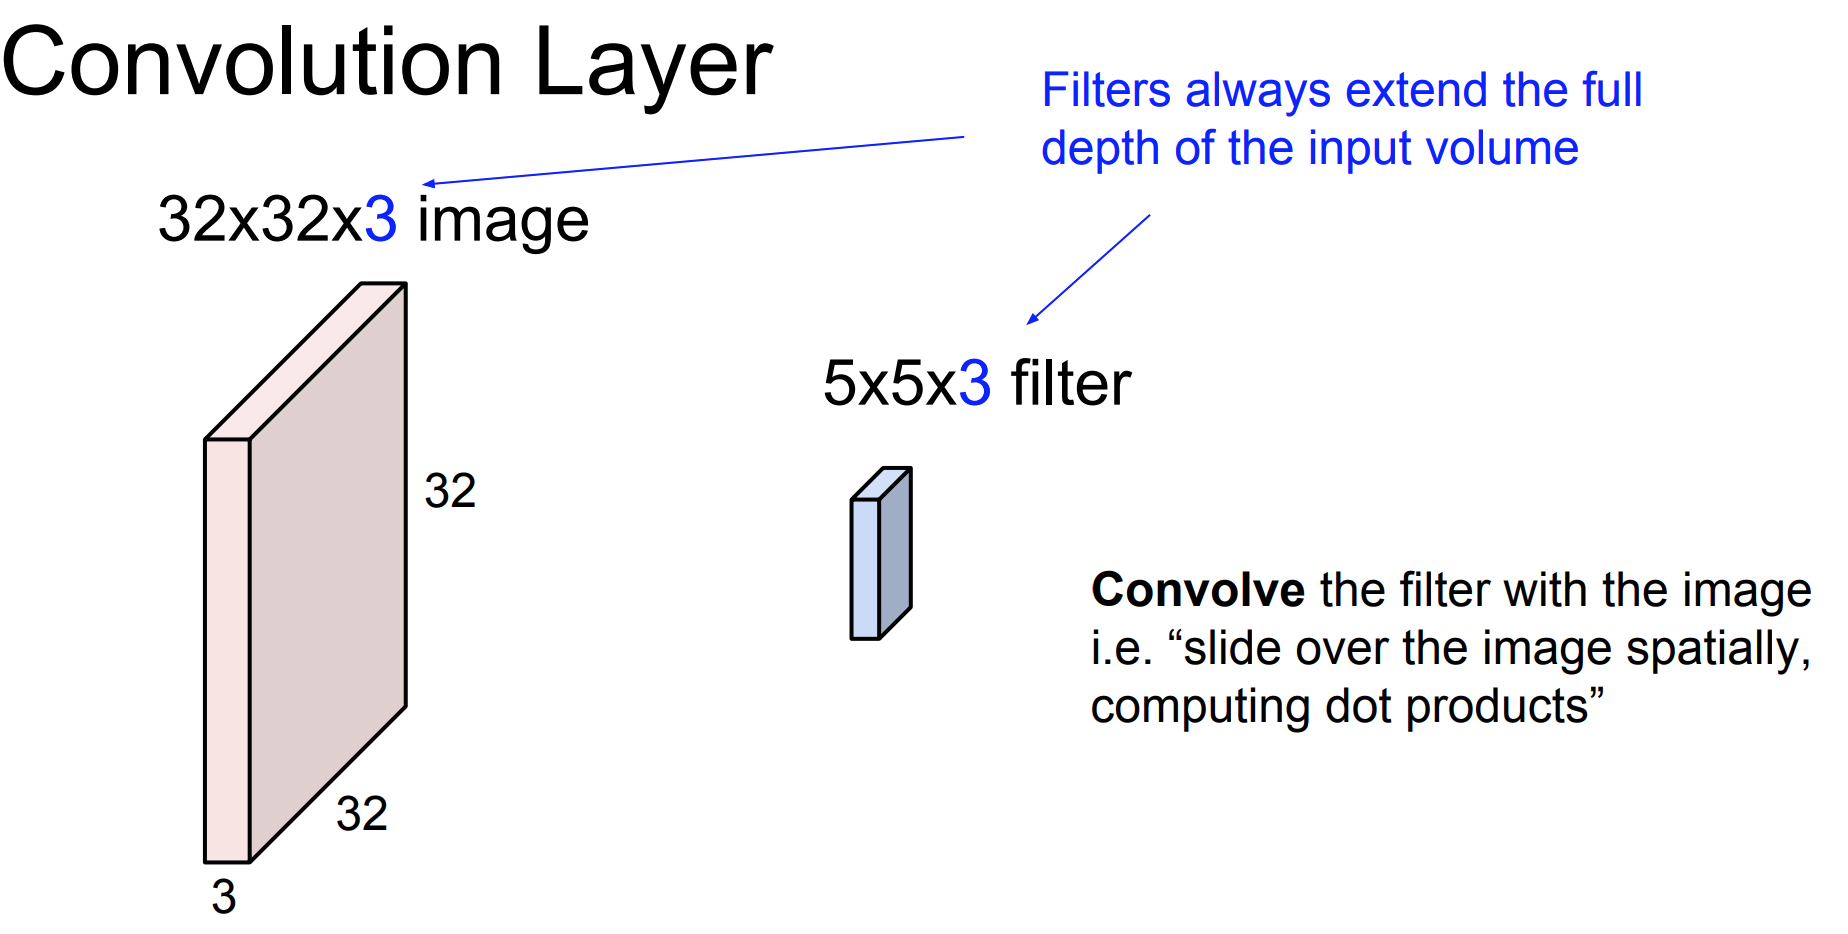 Convolution Layer
Filters always extend the full
depth of the input volume
32x32x3 image
5x5x3 filter
32
Convolve the filter with the image
i.e. “slide over the image spatially,
computing dot products”
32
3